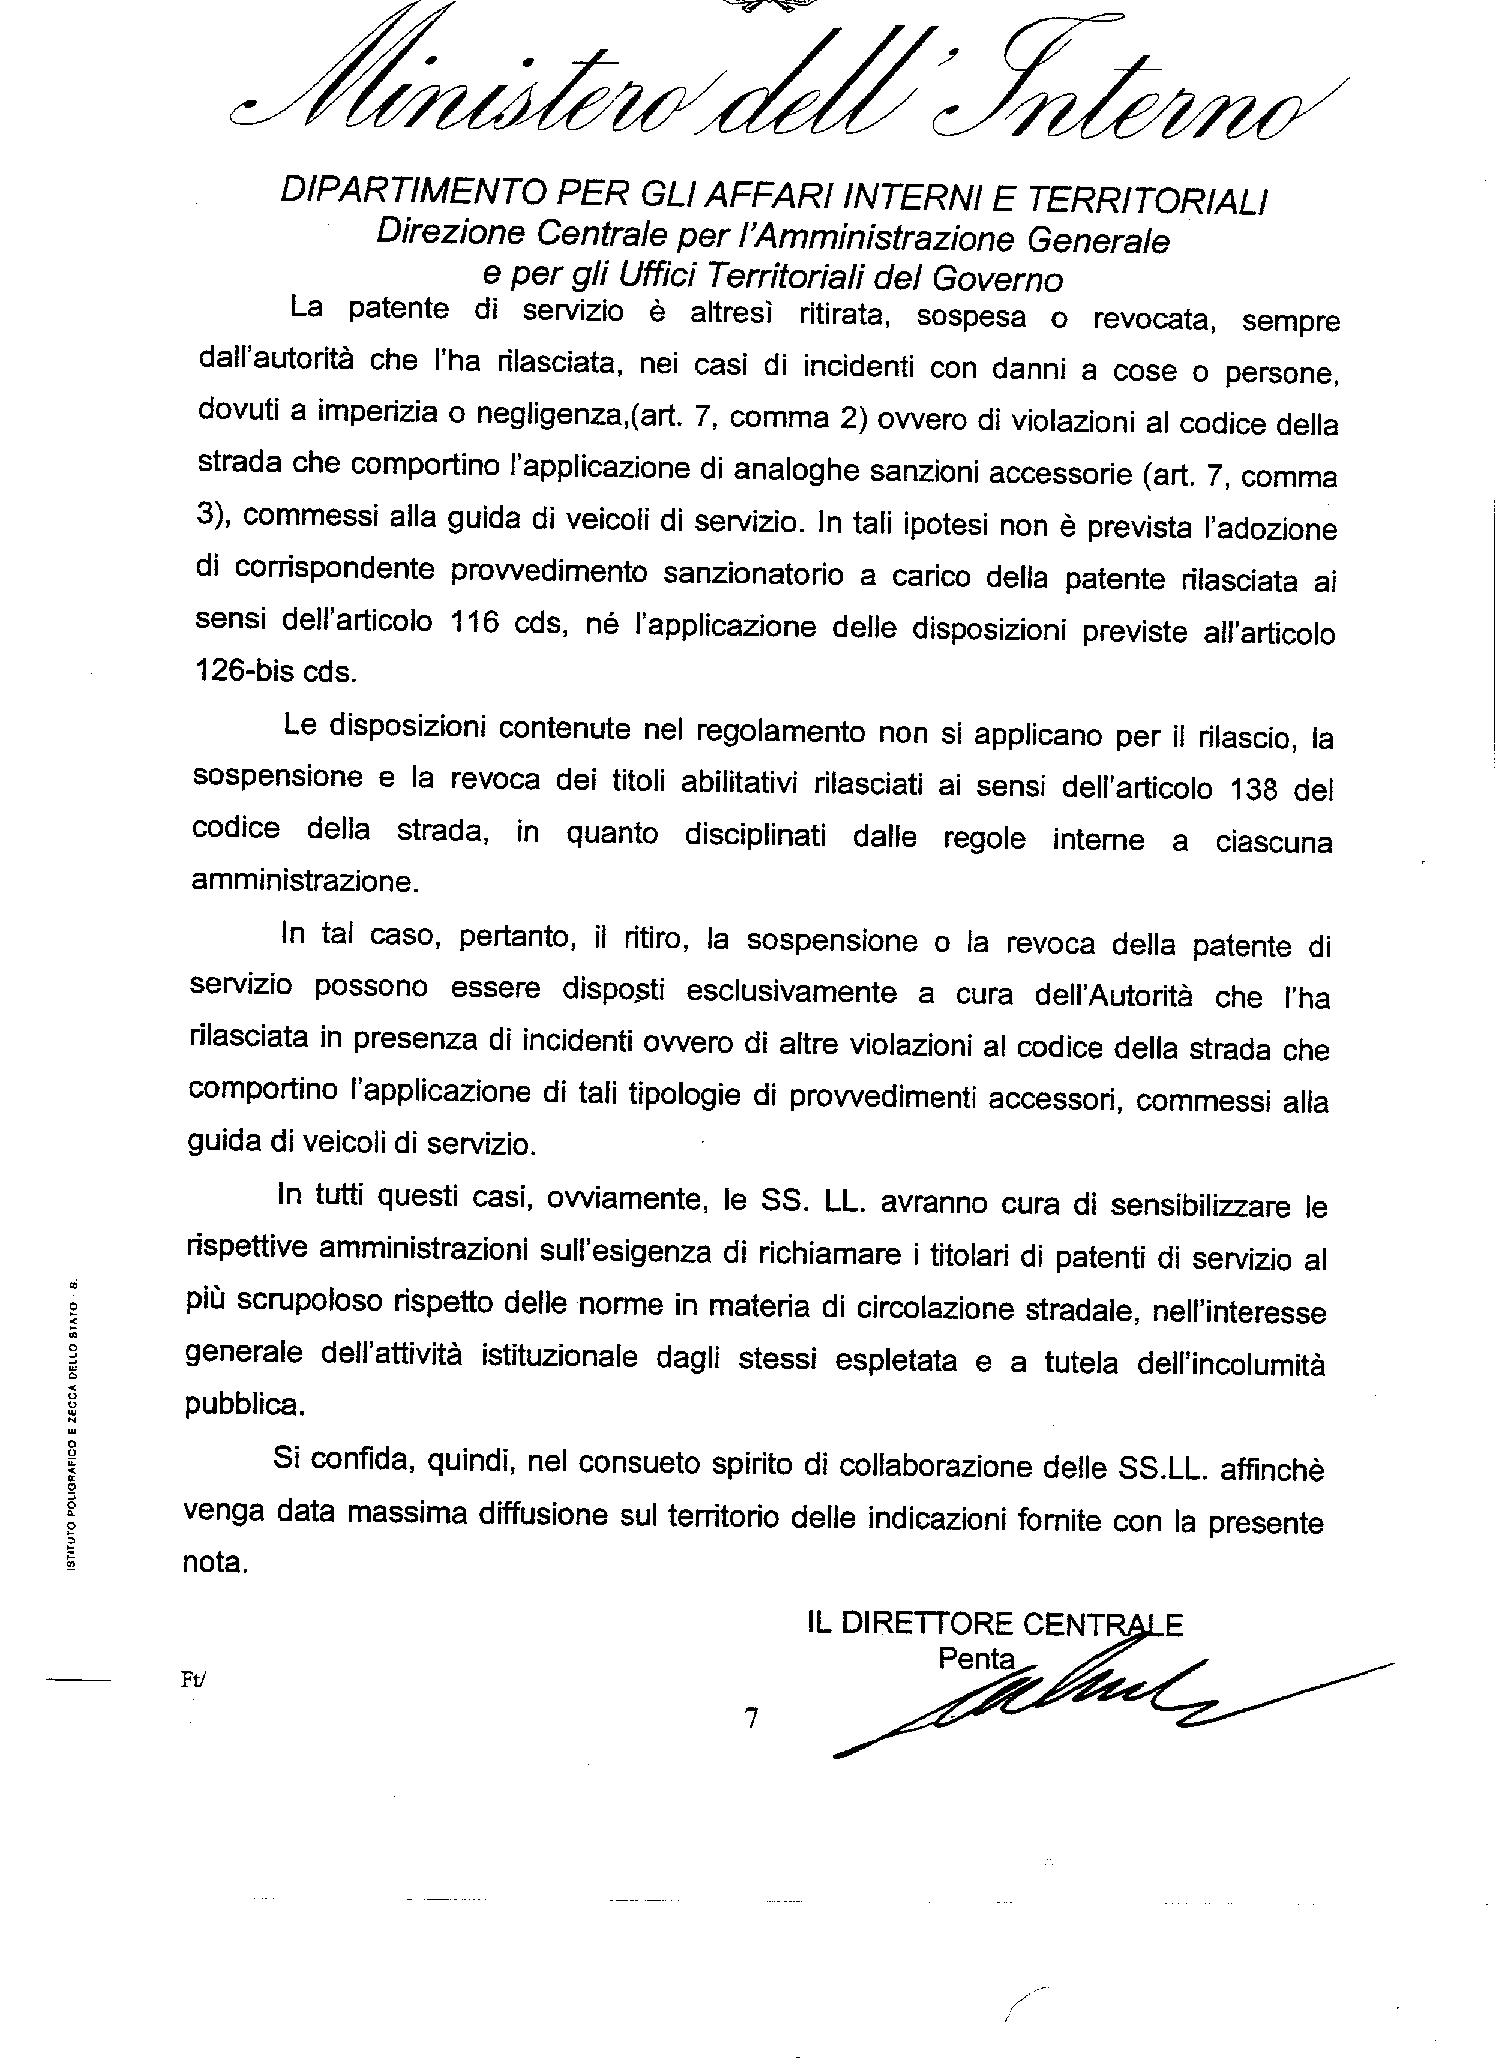 Ministero dell'Interno
DIPARTIMENTO PER GLI AFFARI INTERNI E TERRITORIALI
Direzione Centrale per l'Amministrazione Generale
e per gli Uffici Territoriali del Governo
La patente di servizio è altresì ritirata, sospesa o revocata, sempre
dall'autorità che l'ha rilasciata, nei casi di incidenti con danni a cose o persone,
dovuti a imperizia o negligenza,(art. 7, comma 2) ovvero di violazioni al codice della
strada che comportino l'applicazione di analoghe sanzioni accessorie (art. 7, comma
3), commessi alla guida di veicoli di servizio. In tali ipotesi non è prevista l'adozione
di corrispondente provvedimento sanzionatorio a carico della patente rilasciata ai
sensi dell'articolo 116 cds, né l'applicazione delle disposizioni previste all'articolo
126-bis cds.
Le disposizioni contenute nel regolamento non si applicano per il rilascio, la
sospensione e la revoca dei titoli abilitativi rilasciati ai sensi dell'articolo 138 del
codice della strada, in quanto disciplinati dalle regole interne a ciascuna
amministrazione.
In tal caso, pertanto, il ritiro, la sospensione o la revoca della patente di
servizio possono essere disposti esclusivamente a cura dell'Autorità che l'ha
rilasciata in presenza di incidenti ovvero di altre violazioni al codice della strada che
comportino l'applicazione di tali tipologie di provvedimenti accessori, commessi alla
guida di veicoli di servizio.
In tutti questi casi, ovviamente, le SS. LL. avranno cura di sensibilizzare le
rispettive amministrazioni sull'esigenza di richiamare i titolari di patenti di servizio al
più scrupoloso rispetto delle norme in materia di circolazione stradale, nell'interesse
generale dell'attività istituzionale dagli stessi espletata e a tutela dell'incolumità
pubblica.
Si confida, quindi, nel consueto spirito di collaborazione delle SS.LL. affinchè
venga data massima diffusione sul territorio delle indicazioni fornite con la presente
nota.
IL DIRETTORE CENTRALE
Penta
Ft/
7
ISTITUTO POLIGRAFICO E ZECCA DELLO STATO - S.